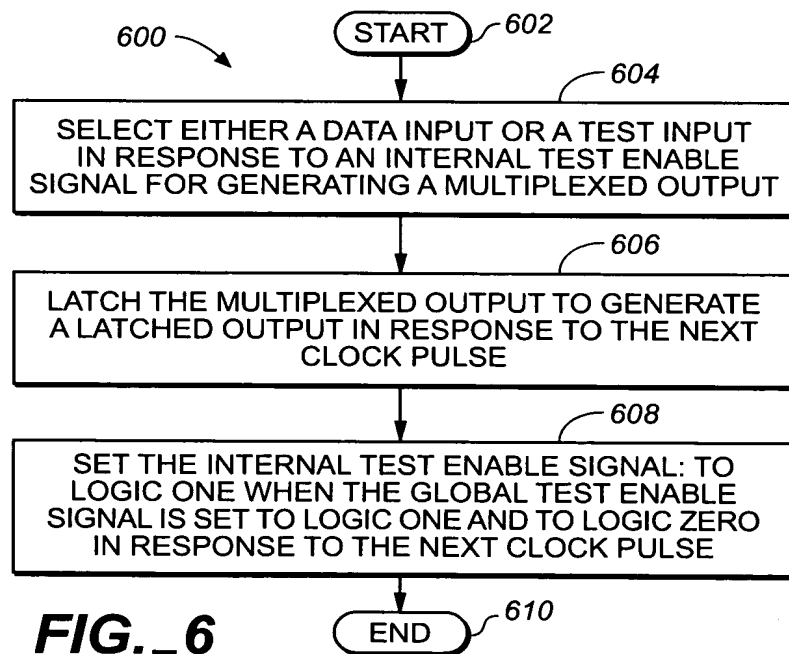 600
START
602
604
SELECT EITHER A DATA INPUT OR A TEST INPUT
IN RESPONSE TO AN INTERNAL TEST ENABLE
SIGNAL FOR GENERATING A MULTIPLEXED OUTPUT
606
LATCH THE MULTIPLEXED OUTPUT TO GENERATE
A LATCHED OUTPUT IN RESPONSE TO THE NEXT
CLOCK PULSE
608
SET THE INTERNAL TEST ENABLE SIGNAL: TO
LOGIC ONE WHEN THE GLOBAL TEST ENABLE
SIGNAL IS SET TO LOGIC ONE AND TO LOGIC ZERO
IN RESPONSE TO THE NEXT CLOCK PULSE
FIG._6
END
610